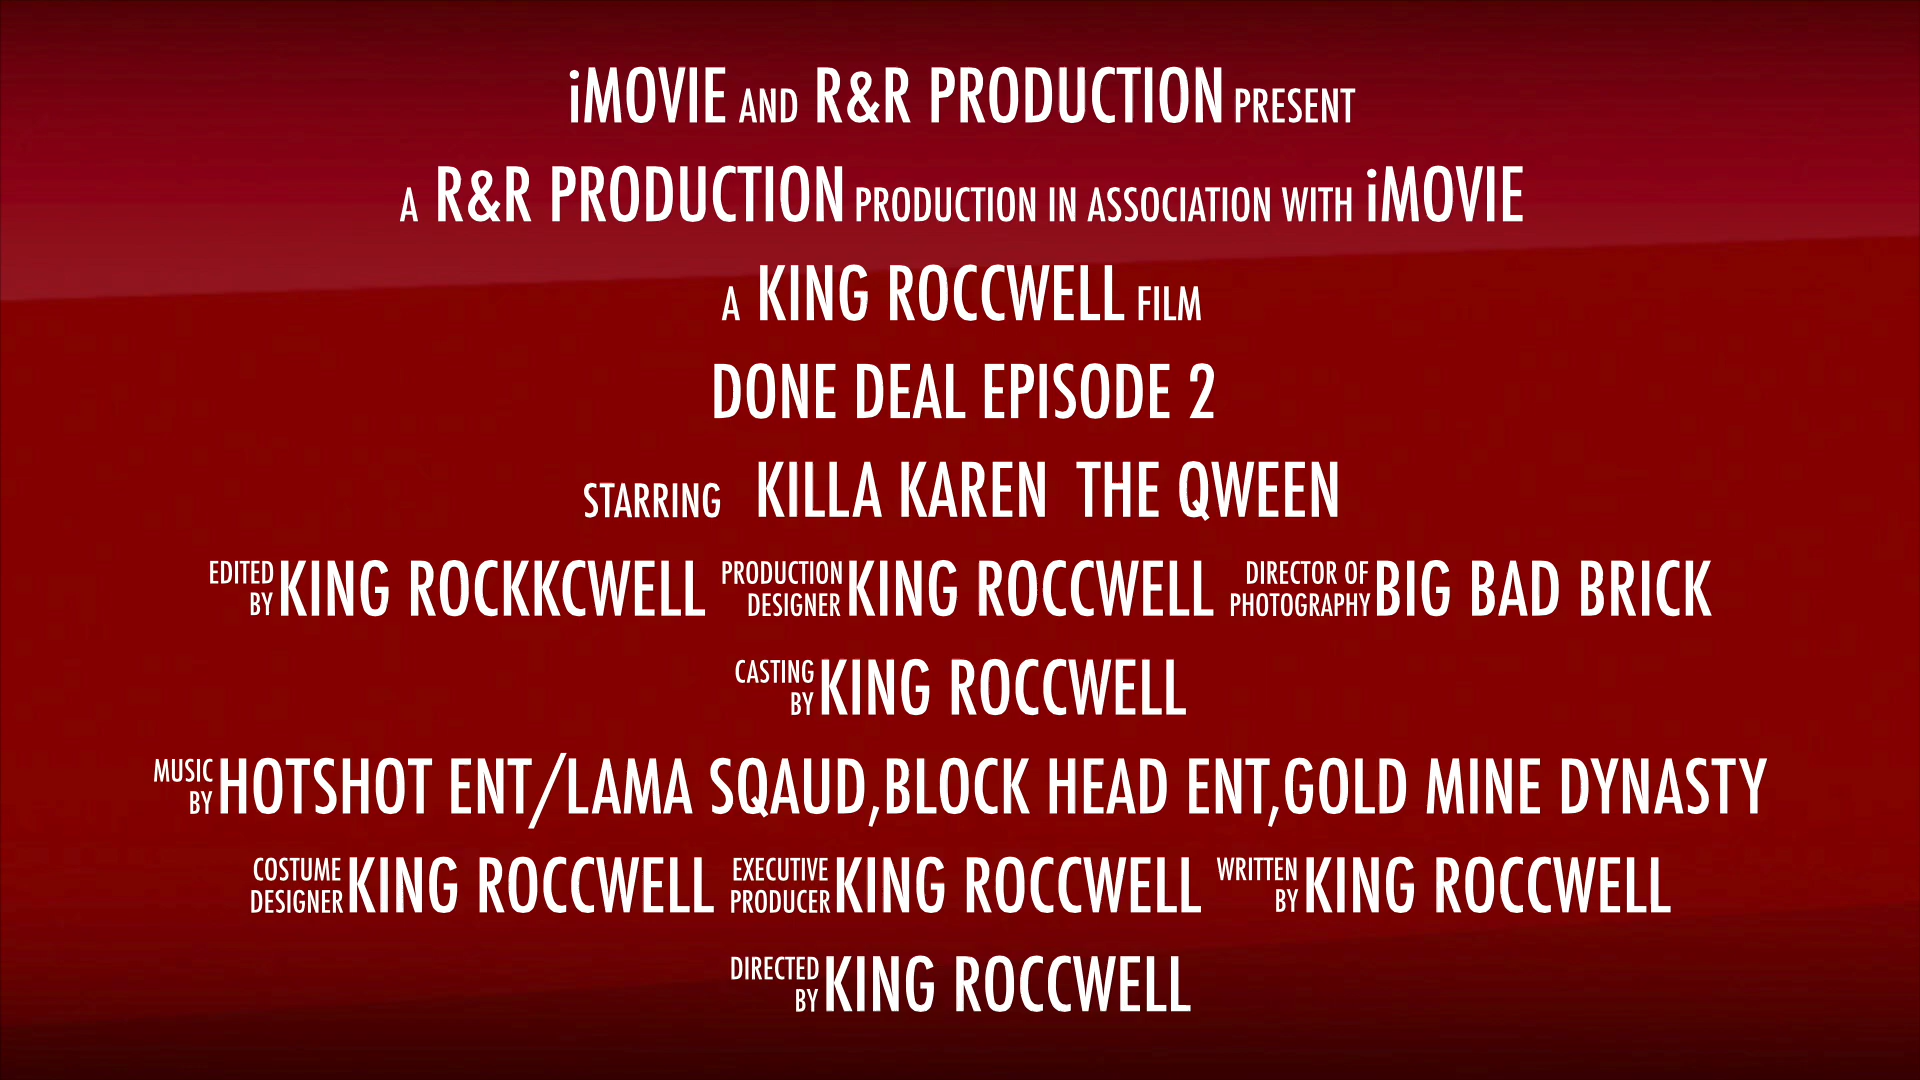 iMOVIE AND R&R PRODUCTION PRESENT
A R&R PRODUCTION PRODUCTION IN ASSOCIATION WITH iMOVIE
A KING ROCCWELL FILM
DONE DEAL EPISODE 2
STARRING KILLA KAREN THE QWEEN
EDITED BY KING ROCKKCWELL PRODUCTION DESIGNER KING ROCCWELL DIRECTOR OF PHOTOGRAPHY BIG BAD BRICK
CASTING BY KING ROCCWELL
MUSIC BY HOTSHOT ENT/LAMA SQAUD,BLOCK HEAD ENT,GOLD MINE DYNASTY
COSTUME DESIGNER KING ROCCWELL EXECUTIVE PRODUCER KING ROCCWELL WRITTEN BY KING ROCCWELL
DIRECTED BY KING ROCCWELL